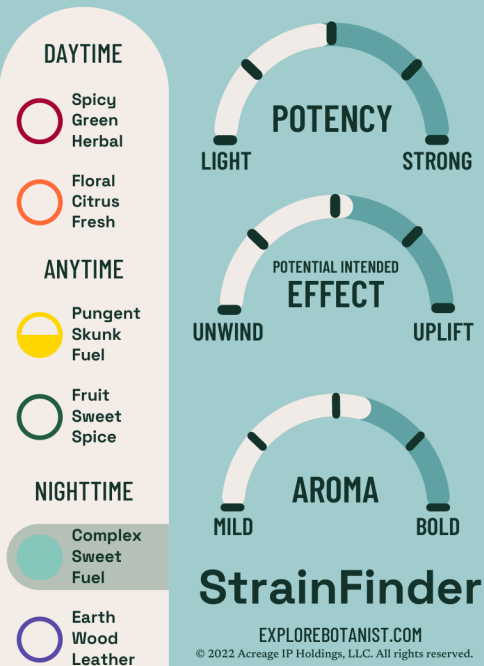 DAYTIME
Spicy
Green
Herbal
Floral
Citrus
Fresh
ANYTIME
Pungent
Skunk
Fuel
Fruit
Sweet
Spice
NIGHTTIME
Complex
Sweet
Fuel
Earth
Wood
Leather
POTENCY
LIGHT STRONG
POTENTIAL INTENDED
EFFECT
UNWIND UPLIFT
AROMA
MILD BOLD
StrainFinder
EXPLOREBOTANIST.COM
© 2022 Acreage IP Holdings, LLC. All rights reserved.